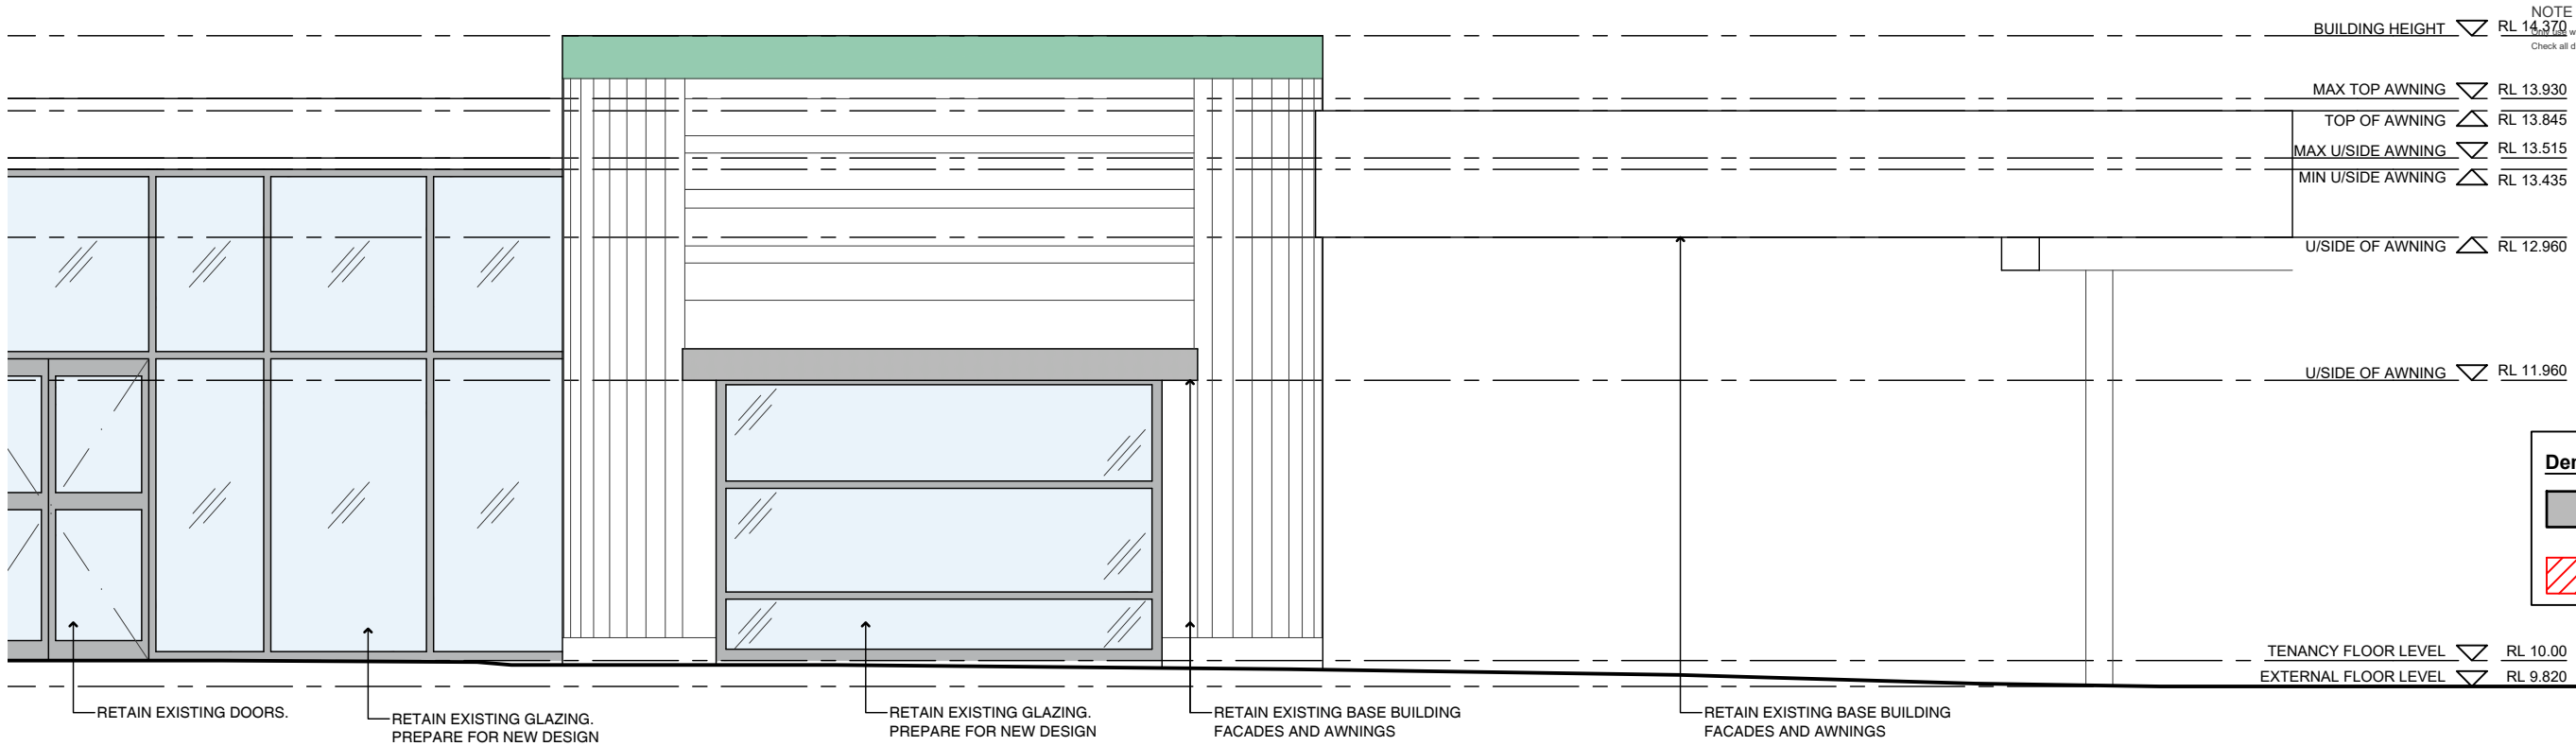 NOTE
BUILDING HEIGHT RL 14.370
Only use w
Check all d
MAX TOP AWNING RL 13.930
TOP OF AWNING RL 13.845
MAX U/SIDE AWNING RL 13.515
MIN U/SIDE AWNING RL 13.435
U/SIDE OF AWNING RL 12.960
U/SIDE OF AWNING RL 11.960
TENANCY FLOOR LEVEL RL 10.00
EXTERNAL FLOOR LEVEL RL 9.820
RETAIN EXISTING DOORS.
RETAIN EXISTING GLAZING.
PREPARE FOR NEW DESIGN
RETAIN EXISTING GLAZING.
PREPARE FOR NEW DESIGN
RETAIN EXISTING BASE BUILDING
FACADES AND AWNINGS
RETAIN EXISTING BASE BUILDING
FACADES AND AWNINGS